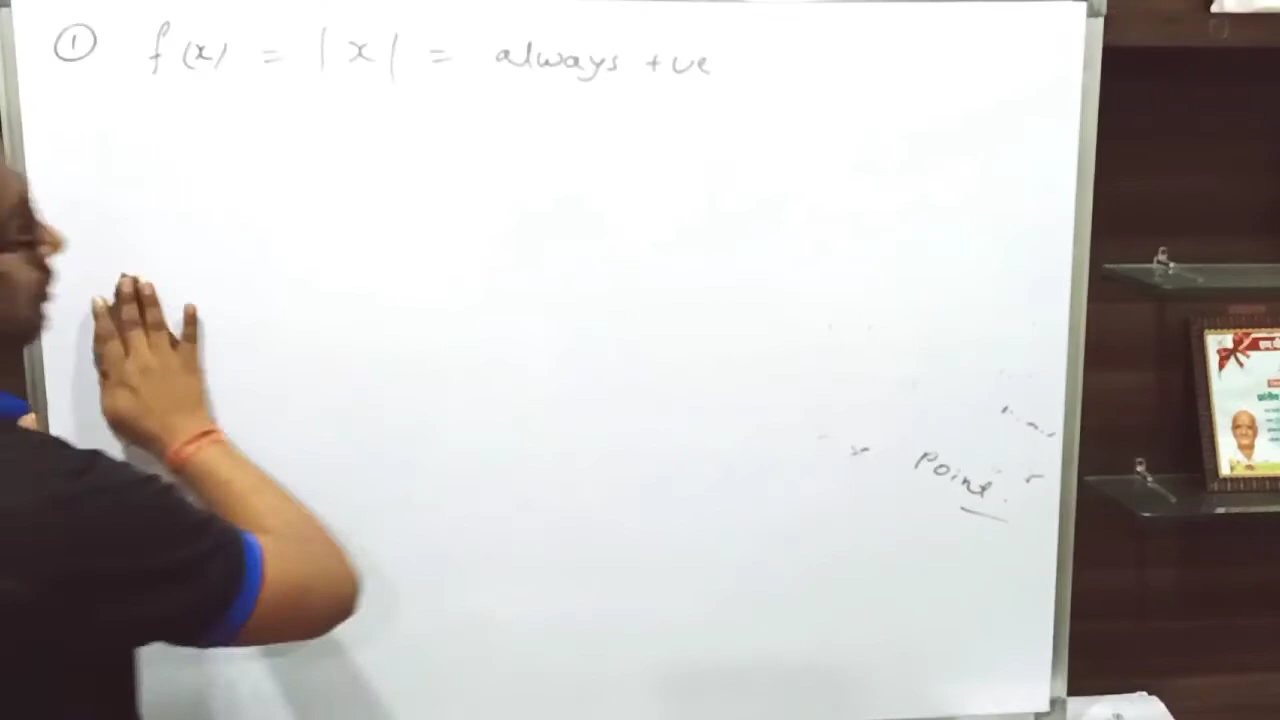 ① f(x) = |x| = always +ve
Point.